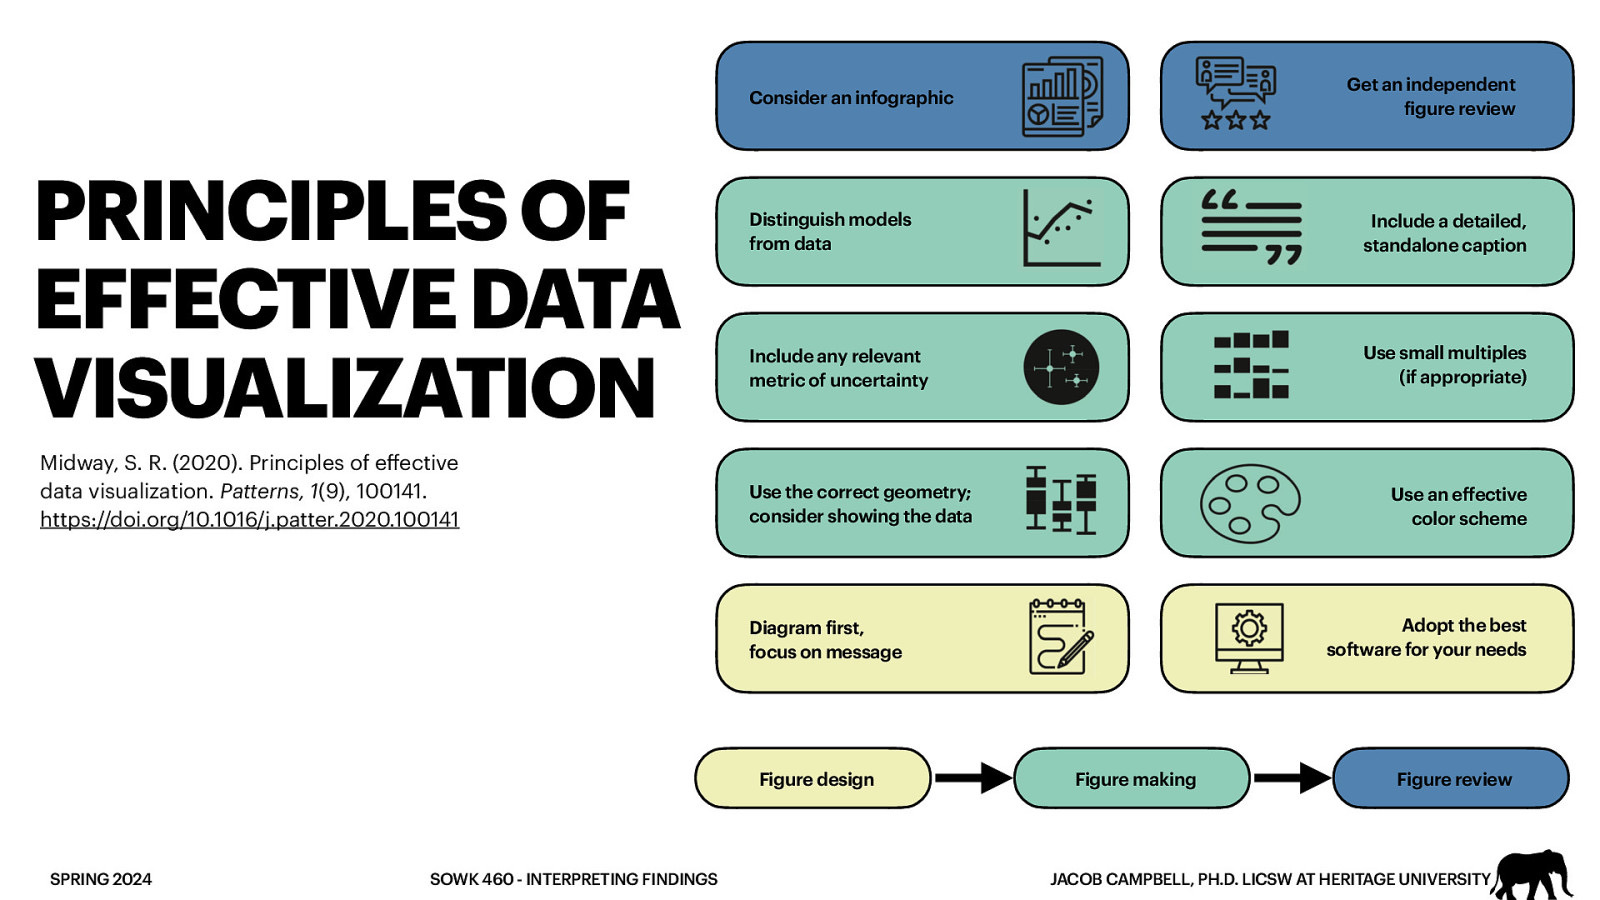 PRINCIPLES OF
EFFECTIVE DATA
VISUALIZATION
Midway, S. R. (2020). Principles of effective
data visualization. Patterns, 1(9), 100141.
https://doi.org/10.1016/j.patter.2020.100141
Consider an infographic
Get an independent
figure review
Distinguish models
from data
Include a detailed,
standalone caption
Include any relevant
metric of uncertainty
Use small multiples
(if appropriate)
Use the correct geometry;
consider showing the data
Use an effective
color scheme
Diagram first,
focus on message
Adopt the best
software for your needs
Figure design
Figure making
Figure review
SPRING 2024
SOWK 460 - INTERPRETING FINDINGS
JACOB CAMPBELL, PH.D. LICSW AT HERITAGE UNIVERSITY